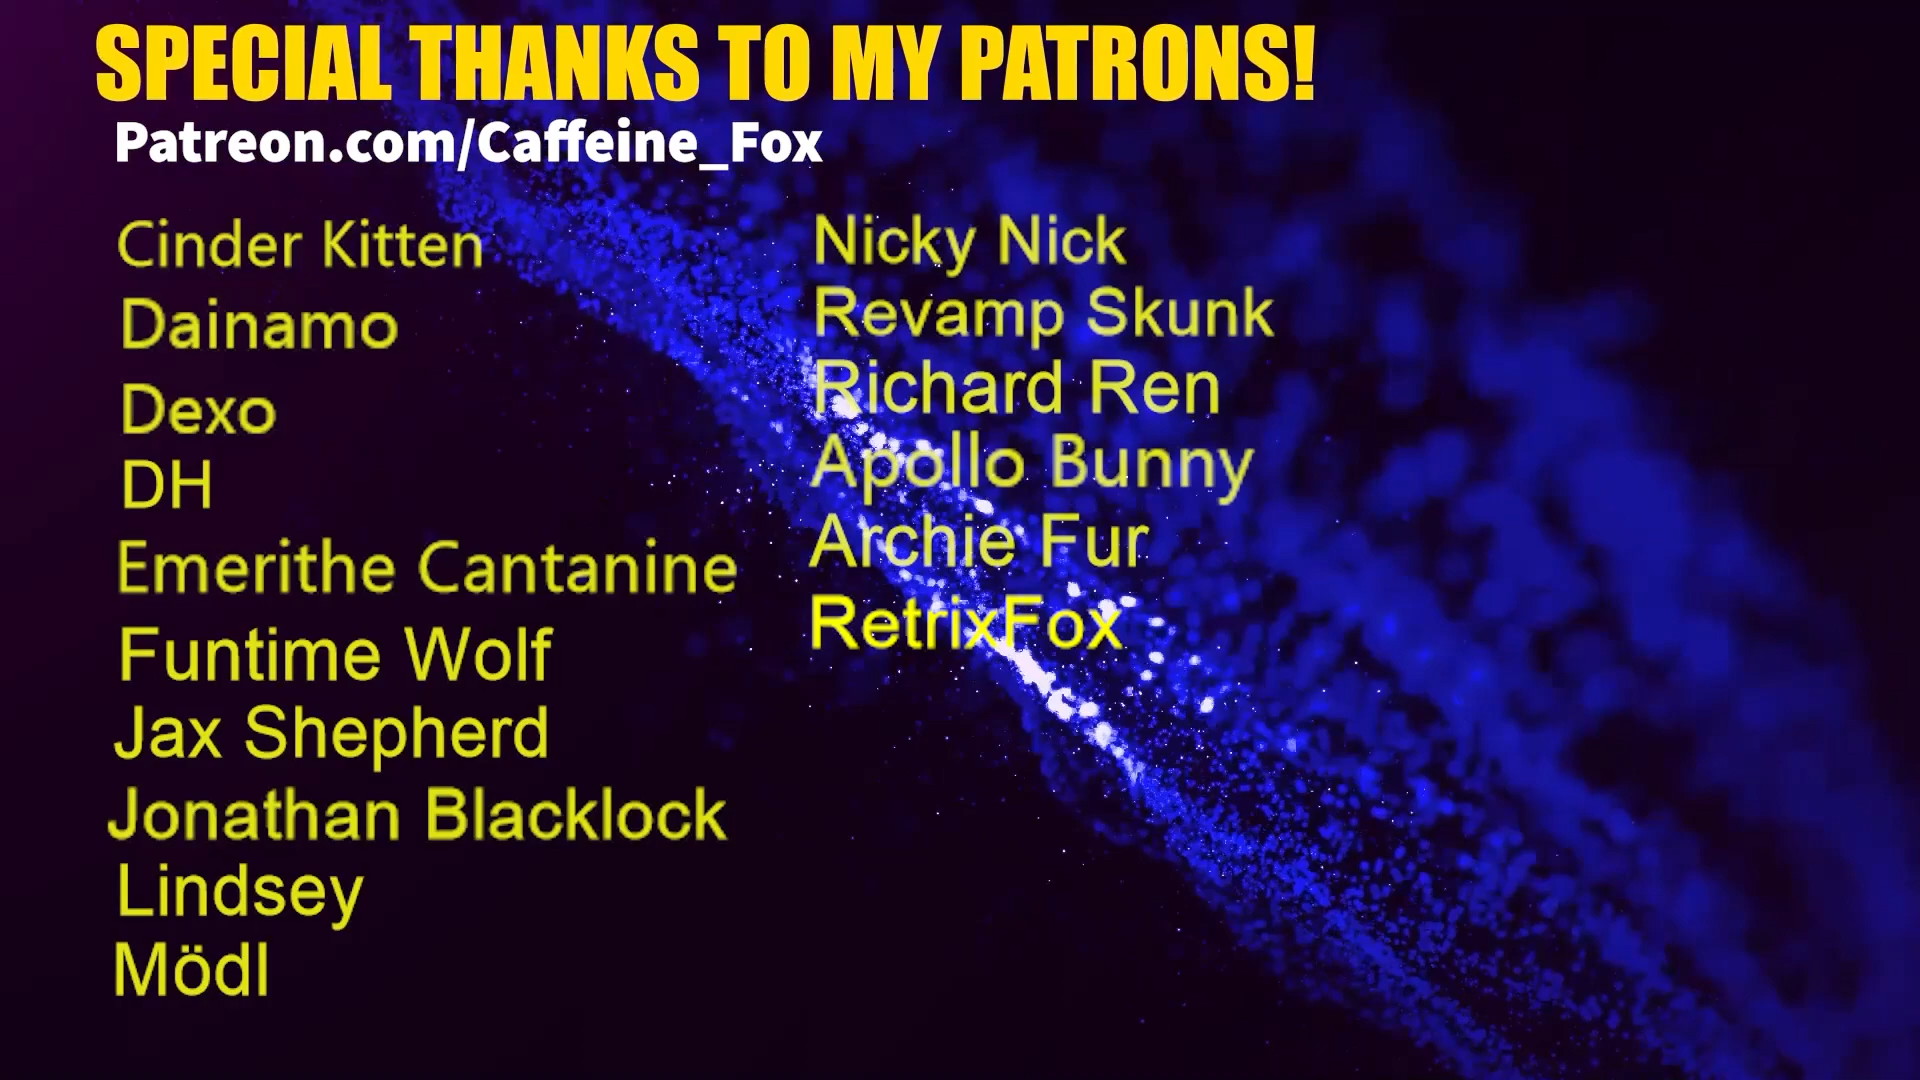 SPECIAL THANKS TO MY PATRONS!
Patreon.com/Caffeine_Fox
Cinder Kitten
Dainamo
Dexo
DH
Emerithe Cantanine
Funtime Wolf
Jax Shepherd
Jonathan Blacklock
Lindsey
Mödl
Nicky Nick
Revamp Skunk
Richard Ren
Apollo Bunny
Archie Fur
RetrixFox